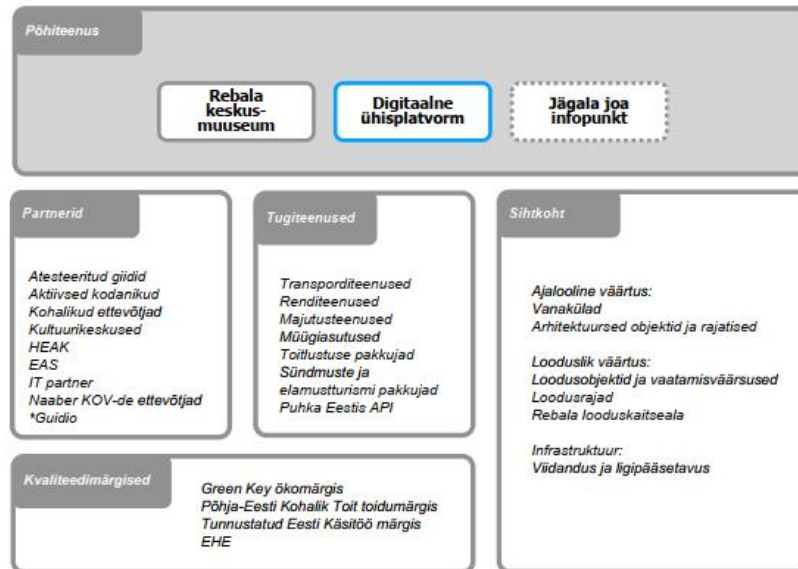 Põhiteenus
Rebala
keskus-
muuseum
Digitaalne
ühisplatvorm
Jägala joa
infopunkt
Partnerid
Atesteeritud giidid
Aktiivsed kodanikud
Kohalikud ettevõtjad
Kultuurikeskused
HEAK
EAS
IT partner
Naaber KOV-de ettevõtjad
*Guidio
Tugiteenused
Transporditeenused
Renditeenused
Majutusteenused
Müügiasutused
Toitlustuse pakkujad
Sündmuste ja
elamusturismi pakkujad
Puhka Eestis API
Sihtkoht
Ajalooline väärtus:
Vanakülad
Arhitektuursed objektid ja rajatised
Looduslik väärtus:
Loodusobjektid ja vaatamisväärsused
Loodusrajad
Rebala looduskaitseala
Infrastruktuur:
Viidandus ja ligipääsetavus
Kvaliteedimärgised
Green Key ökomärgis
Põhja-Eesti Kohalik Toit toidumärgis
Tunnustatud Eesti Käsitöö märgis
EHE